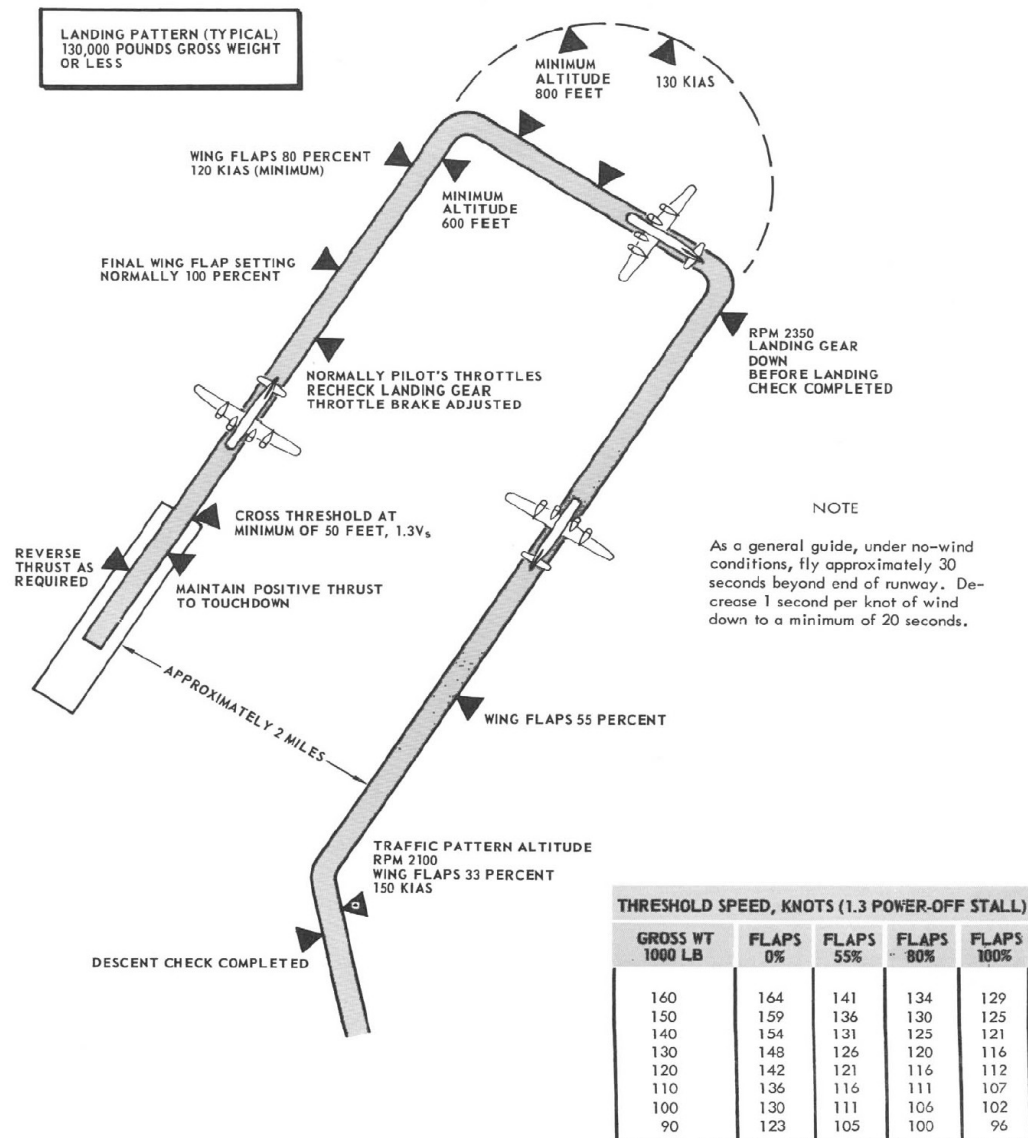 LANDING PATTERN (TYPICAL)
130,000 POUNDS GROSS WEIGHT
OR LESS
MINIMUM
ALTITUDE
800 FEET
130 KIAS
WING FLAPS 80 PERCENT
120 KIAS (MINIMUM)
MINIMUM
ALTITUDE
600 FEET
FINAL WING FLAP SETTING
NORMALLY 100 PERCENT
RPM 2350
LANDING GEAR
DOWN
BEFORE LANDING
CHECK COMPLETED
NORMALLY PILOT'S THROTTLES
RECHECK LANDING GEAR
THROTTLE BRAKE ADJUSTED
CROSS THRESHOLD AT
MINIMUM OF 50 FEET, 1.3Vs
REVERSE
THRUST AS
REQUIRED
MAINTAIN POSITIVE THRUST
TO TOUCHDOWN
NOTE
As a general guide, under no-wind
conditions, fly approximately 30
seconds beyond end of runway. De-
crease 1 second per knot of wind
down to a minimum of 20 seconds.
APPROXIMATELY 2 MILES
WING FLAPS 55 PERCENT
TRAFFIC PATTERN ALTITUDE
RPM 2100
WING FLAPS 33 PERCENT
150 KIAS
DESCENT CHECK COMPLETED
THRESHOLD SPEED, KNOTS (1.3 POWER-OFF STALL)
GROSS WT FLAPS FLAPS FLAPS FLAPS
1000 LB 0% 55% 80% 100%
160 164 141 134 129
150 159 136 130 125
140 154 131 125 121
130 148 126 120 116
120 142 121 116 112
110 136 116 111 107
100 130 111 106 102
90 123 105 100 96